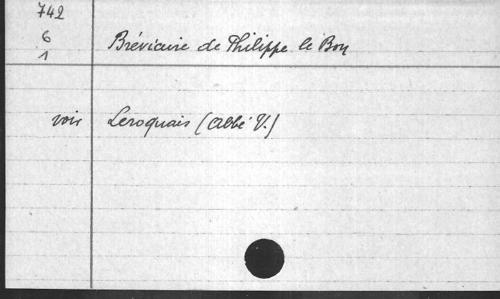 742
6
1
Bréviaire de Philippe le Bon
voir Leroquais (Abbé V.)